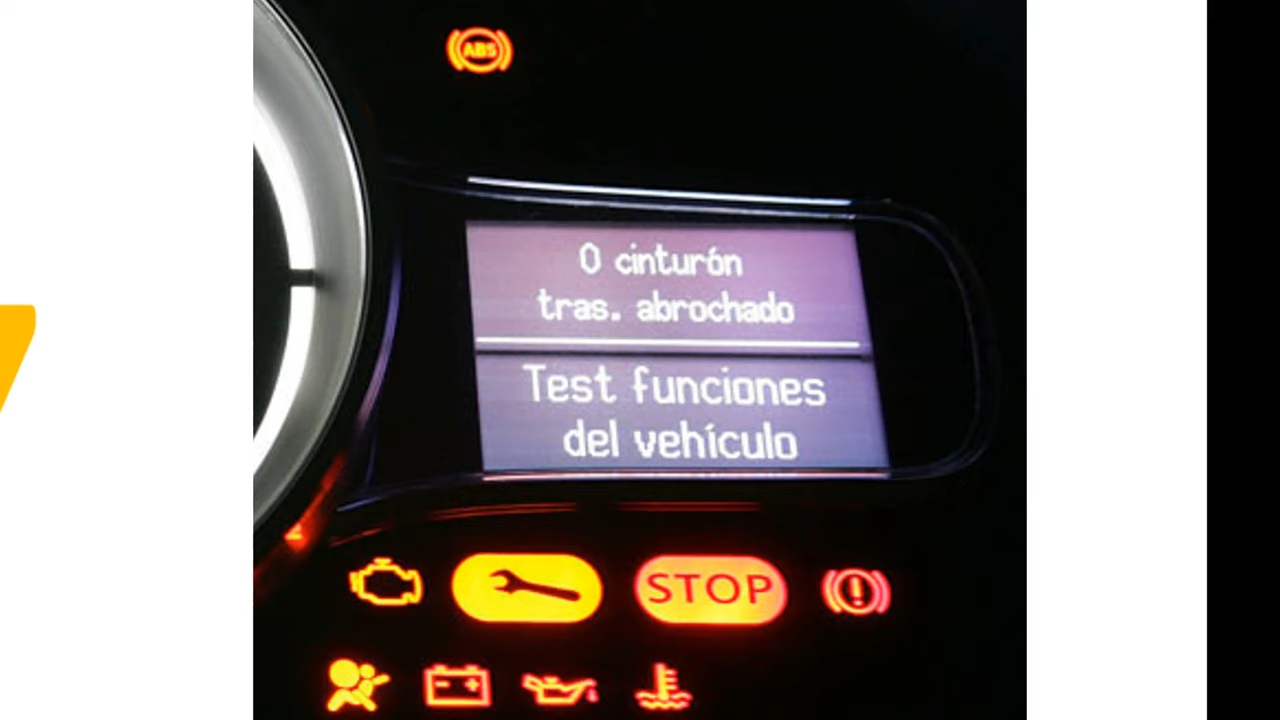 ABS
0 cinturón
tras. abrochado
Test funciones
del vehículo
STOP